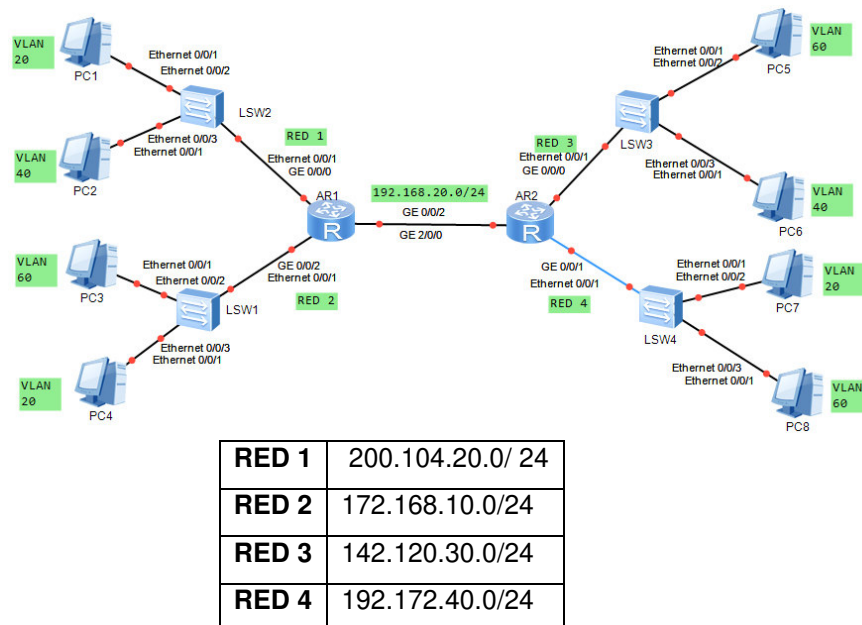 VLAN
20
PC1
Ethernet 0/0/1
Ethernet 0/0/2
LSW2
VLAN
40
PC2
Ethernet 0/0/3
Ethernet 0/0/1
RED 1
Ethernet 0/0/1
GE 0/0/0
AR1
VLAN
60
PC3
Ethernet 0/0/1
Ethernet 0/0/2
LSW1
GE 0/0/2
Ethernet 0/0/1
RED 2
VLAN
20
PC4
Ethernet 0/0/3
Ethernet 0/0/1
192.168.20.0/24
GE 0/0/2
GE 2/0/0
R
R
AR2
RED 3
Ethernet 0/0/1
GE 0/0/0
LSW3
Ethernet 0/0/1
Ethernet 0/0/2
PC5
VLAN
60
Ethernet 0/0/3
Ethernet 0/0/1
PC6
VLAN
40
GE 0/0/1
Ethernet 0/0/1
RED 4
LSW4
Ethernet 0/0/1
Ethernet 0/0/2
PC7
VLAN
20
Ethernet 0/0/3
Ethernet 0/0/1
PC8
VLAN
60
RED 1 200.104.20.0/ 24
RED 2 172.168.10.0/24
RED 3 142.120.30.0/24
RED 4 192.172.40.0/24